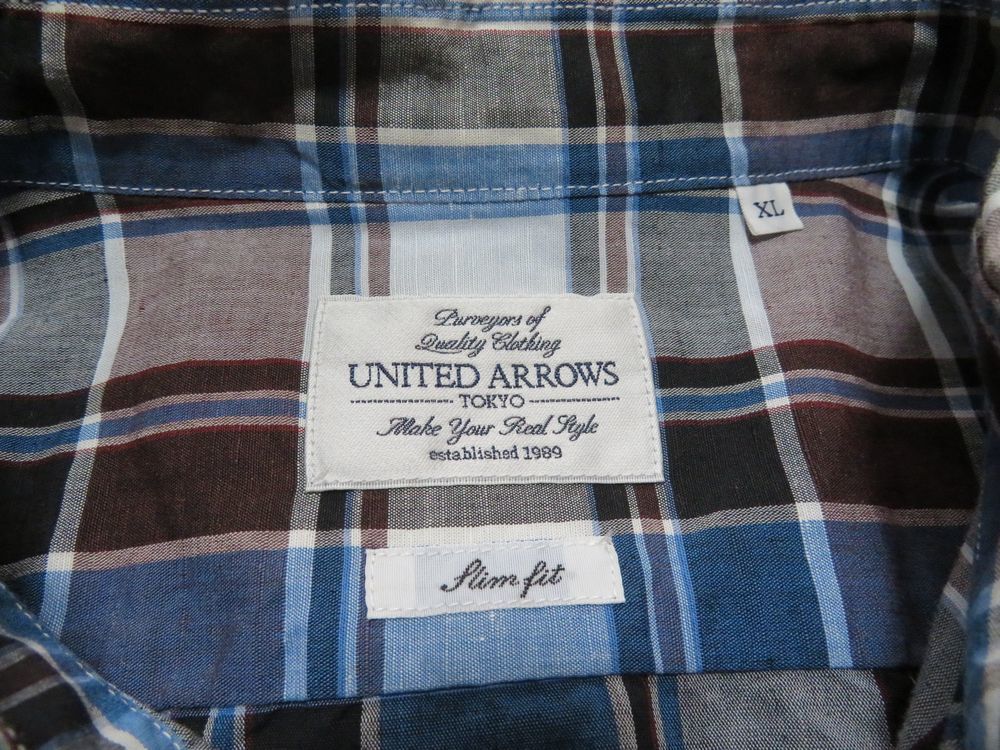 XL
Purveyors of
Quality Clothing
UNITED ARROWS
TOKYO
Make Your Real Style
established 1989
Slim fit